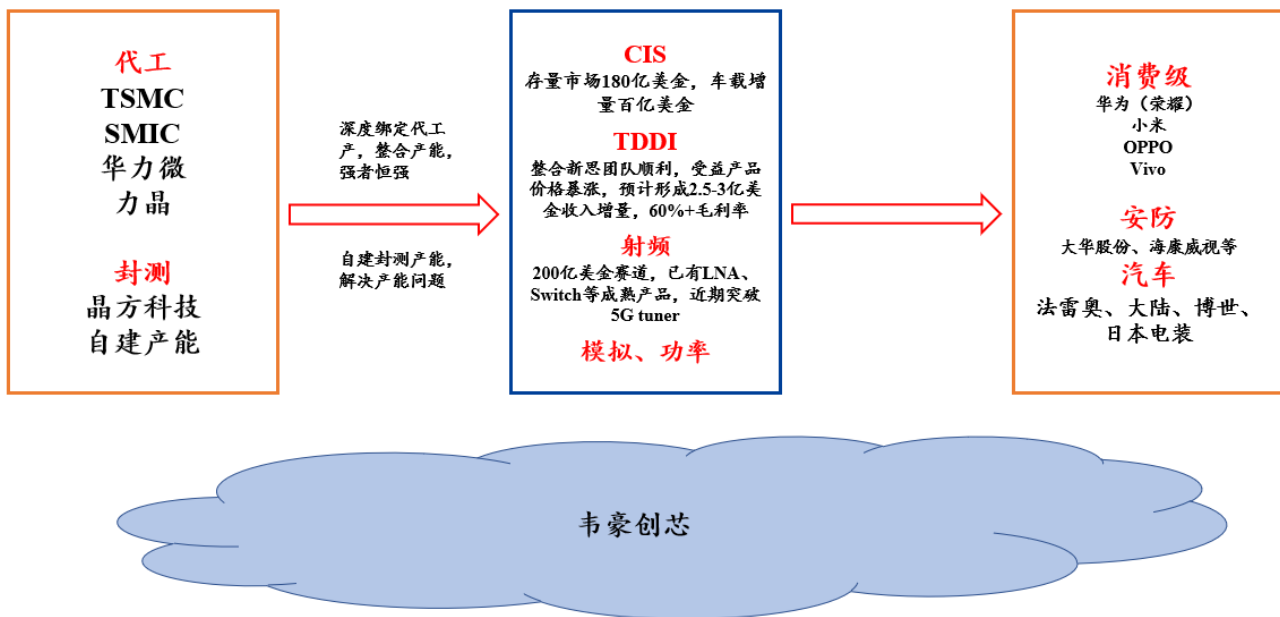 代工
TSMC
SMIC
华力微
力晶
封测
晶方科技
自建产能
深度绑定代工
产，整合产能，
强者恒强
自建封测产能，
解决产能问题
CIS
存量市场180亿美金，车载增
量百亿美金
TDDI
整合新思团队顺利，受益产品
价格暴涨，预计形成2.5-3亿美
金收入增量，60%+毛利率
射频
200亿美金赛道，已有LNA、
Switch等成熟产品，近期突破
5G tuner
模拟、功率
消费级
华为（荣耀）
小米
OPPO
Vivo
安防
大华股份、海康威视等
汽车
法雷奥、大陆、博世、
日本电装
韦豪创芯